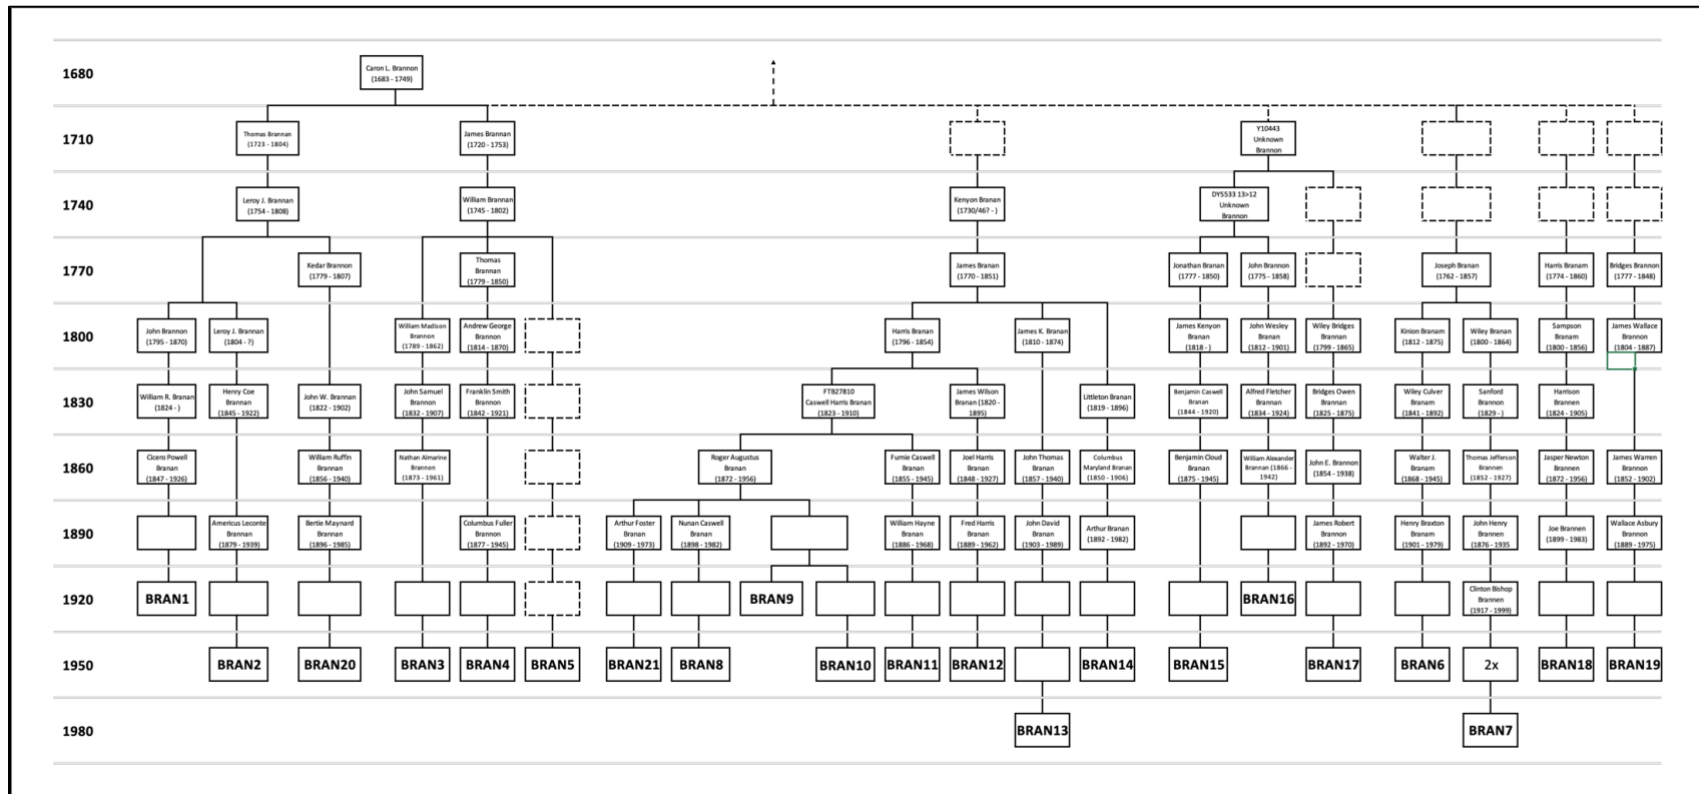 1680
Caron L. Brannon
(1683 - 1749)
1710
Thomas Brannan
(1723 - 1804)
James Brannan
(1720 - 1753)
Y10443
Unknown
Brannon
1740
Leroy J. Brannan
(1754 - 1808)
William Brannan
(1745 - 1802)
Kenyon Branan
(1730/46? - )
DYS533 13>12
Unknown
Brannon
1770
Kedar Brannon
(1779 - 1807)
Thomas
Brannan
(1779 - 1850)
James Branan
(1770 - 1851)
Jonathan Branan
(1777 - 1850)
John Brannon
(1775 - 1858)
Joseph Branan
(1762 - 1857)
Harris Branam
(1774 - 1860)
Bridges Brannon
(1777 - 1848)
1800
John Brannon
(1795 - 1870)
Leroy J. Brannan
(1804 - ?)
William Madison
Brannon
(1789 - 1862)
Andrew George
Brannon
(1814 - 1870)
Harris Branan
(1796 - 1854)
James K. Branan
(1810 - 1874)
James Kenyon
Branan
(1818 - )
John Wesley
Branan
(1812 - 1901)
Wiley Bridges
Brannan
(1799 - 1865)
Kinion Branam
(1812 - 1875)
Wiley Branan
(1800 - 1864)
Sampson
Branam
(1800 - 1856)
James Wallace
Brannon
(1804 - 1887)
1830
William R. Branan
(1824 - )
Henry Coe
Brannan
(1845 - 1922)
John W. Brannan
(1822 - 1902)
John Samuel
Brannon
(1832 - 1907)
Franklin Smith
Brannon
(1842 - 1921)
FTB27810
Caswell Harris Branan
(1823 - 1910)
James Wilson
Branan (1820 -
1895)
Littleton Branan
(1819 - 1896)
Benjamin Caswell
Branan
(1844 - 1920)
Alfred Fletcher
Brannan
(1834 - 1924)
Bridges Owen
Brannan
(1825 - 1875)
Wiley Culver
Branam
(1841 - 1892)
Sanford
Brannon
(1829 - )
Harrison
Brannen
(1824 - 1905)
1860
Cicero Powell
Branan
(1847 - 1926)
William Ruffin
Brannan
(1856 - 1940)
Nathan Almarine
Brannon
(1873 - 1961)
Roger Augustus
Branan
(1872 - 1956)
Furnie Caswell
Branan
(1855 - 1945)
Joel Harris
Branan
(1848 - 1927)
John Thomas
Branan
(1857 - 1940)
Columbus
Maryland Branan
(1850 - 1906)
Benjamin Cloud
Branan
(1875 - 1945)
William Alexander
Brannan (1866 -
1942)
John E. Brannon
(1854 - 1938)
Walter J.
Branam
(1868 - 1945)
Thomas Jefferson
Brannen
(1852 - 1927)
Jasper Newton
Brannen
(1872 - 1956)
James Warren
Brannon
(1852 - 1902)
1890
Americus Leconte
Brannan
(1879 - 1939)
Bertie Maynard
Brannan
(1896 - 1985)
Columbus Fuller
Brannon
(1877 - 1945)
Arthur Foster
Branan
(1909 - 1973)
Nunan Caswell
Branan
(1898 - 1982)
William Hayne
Branan
(1886 - 1968)
Fred Harris
Branan
(1889 - 1962)
John David
Branan
(1903 - 1989)
Arthur Branan
(1892 - 1982)
James Robert
Brannon
(1892 - 1970)
Henry Braxton
Branam
(1901 - 1979)
John Henry
Brannen
(1876 - 1935
Joe Brannen
(1899 - 1983)
Wallace Asbury
Brannon
(1889 - 1975)
1920
BRAN1
BRAN9
BRAN16
Clinton Bishop
Brannen
(1917 - 1999)
1950
BRAN2
BRAN20
BRAN3
BRAN4
BRAN5
BRAN21
BRAN8
BRAN10
BRAN11
BRAN12
BRAN14
BRAN15
BRAN17
BRAN6
2x
BRAN18
BRAN19
1980
BRAN13
BRAN7